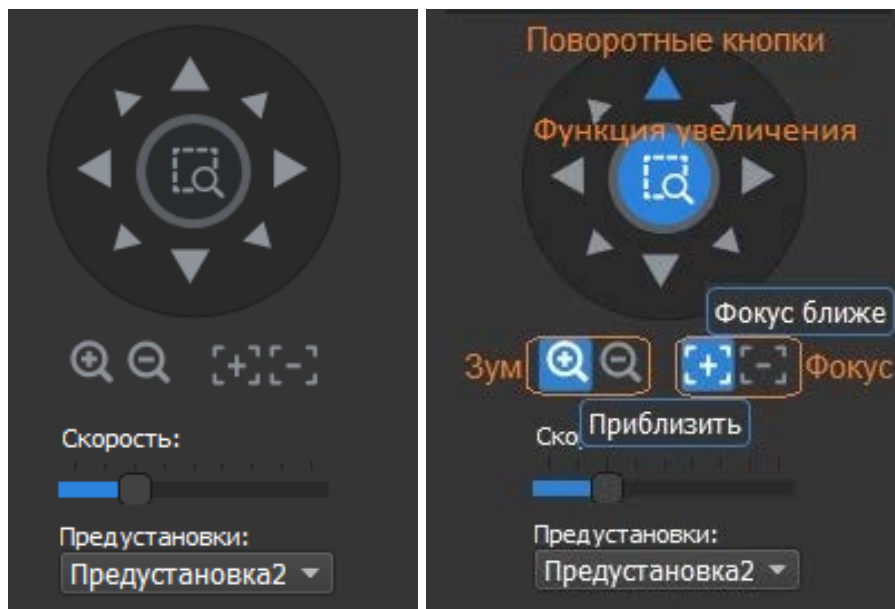 Скорость:
Предустановки:
Предустановка2
Поворотные кнопки
Функция увеличения
Фокус ближе
Зум
Фокус
Приблизить
Ско
Предустановки:
Предустановка2